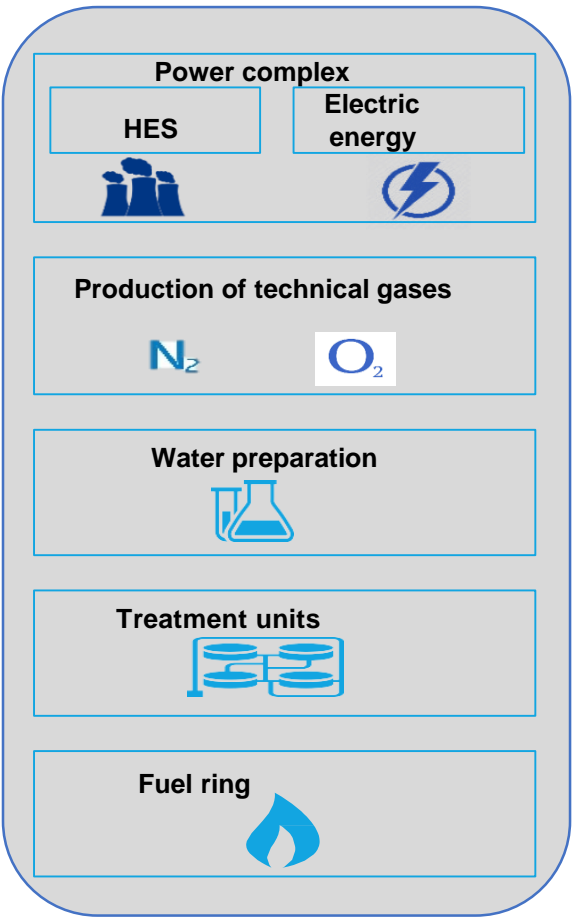 Power complex
HES
Electric
energy
Production of technical gases
N₂
O₂
Water preparation
Treatment units
Fuel ring